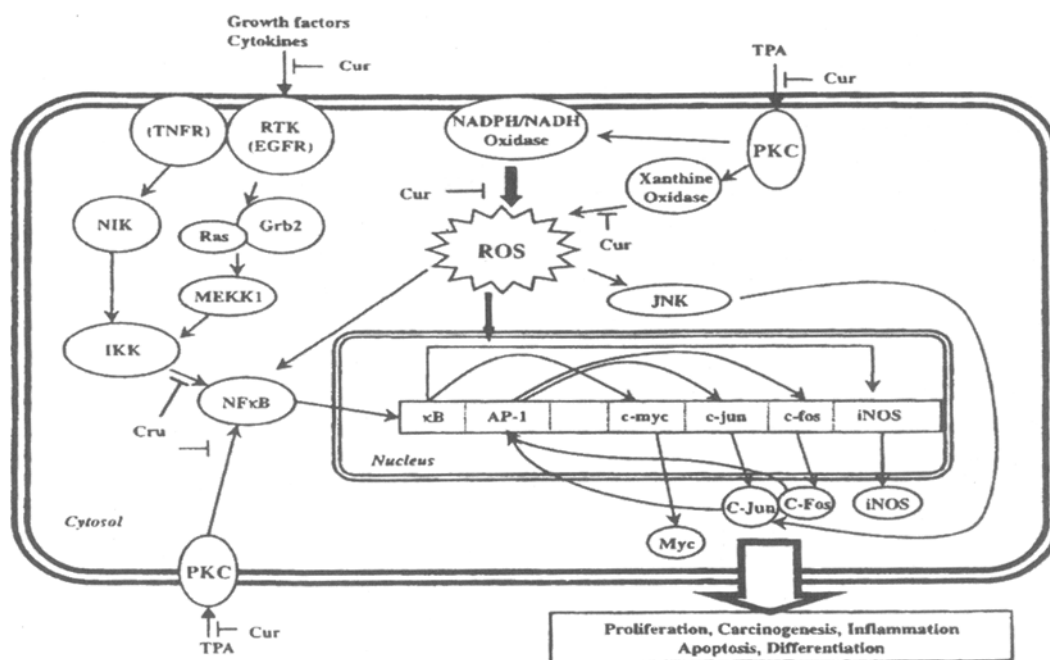 Growth factors
Cytokines
Cur
TPA
Cur
(TNFR)
RTK
(EGFR)
NADPH/NADH
Oxidase
PKC
Xanthine
Oxidase
Cur
Cur
NIK
Ras
Grb2
ROS
MEKK1
JNK
IKK
NFκB
κB
AP-1
c-myc
c-jun
c-fos
iNOS
Cru
Nucleus
C-Jun
C-Fos
iNOS
Myc
Cytosol
PKC
Cur
TPA
Proliferation, Carcinogenesis, Inflammation
Apoptosis, Differentiation